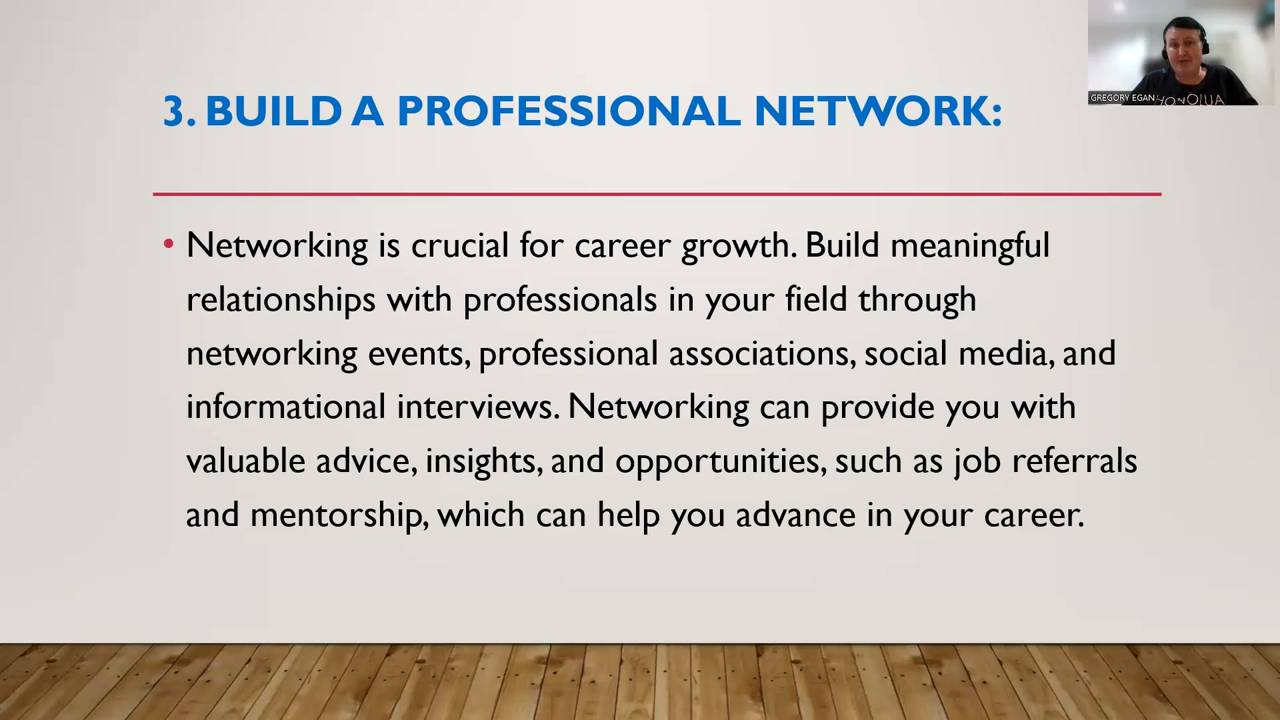 3. BUILD A PROFESSIONAL NETWORK:
GREGORY EGAN
HONOLUA
• Networking is crucial for career growth. Build meaningful
relationships with professionals in your field through
networking events, professional associations, social media, and
informational interviews. Networking can provide you with
valuable advice, insights, and opportunities, such as job referrals
and mentorship, which can help you advance in your career.